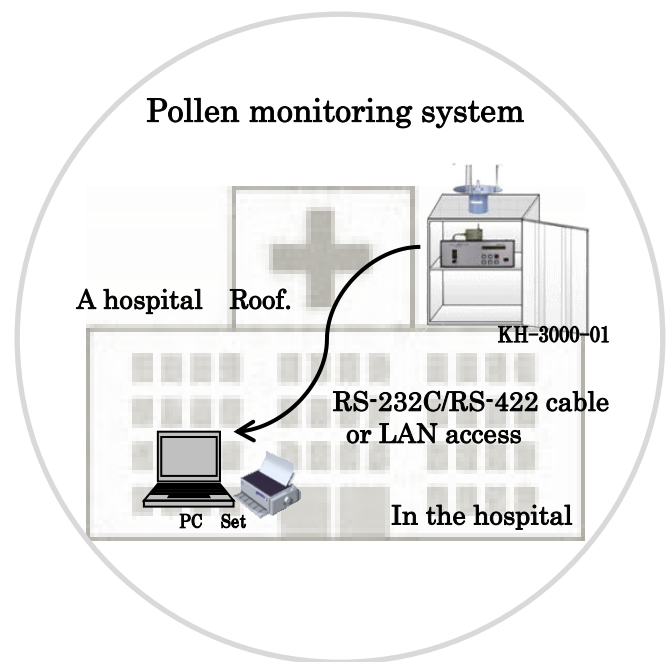 Pollen monitoring system
A hospital Roof.
KH-3000-01
RS-232C/RS-422 cable
or LAN access
PC Set
In the hospital